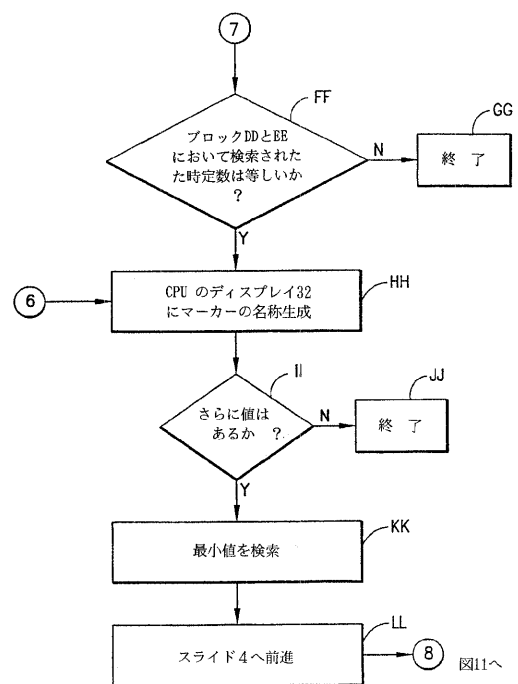 7
FF
ブロックDDとEE
において検索された
た時定数は等しいか
?
N
GG
終 了
Y
6
CPU のディスプレイ32
にマーカーの名称生成
HH
II
さらに値は
あるか ?
N
JJ
終 了
Y
最小値を検索
KK
スライド4へ前進
LL
8
図11へ